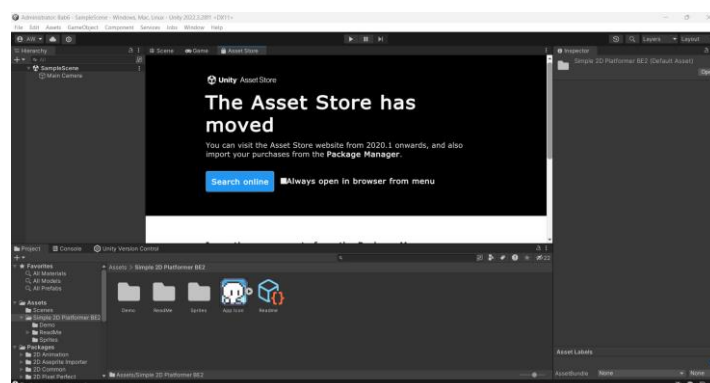 Administrator: Bahti - SampleScene - Windows, Mac, Linux - Unity 2022.3.28f1 <DX11>
File Edit Assets GameObject Component Services Jobs Window Help
AW
Layers Layout
Hierarchy
Scene Game Asset Store
Inspector
All
SampleScene
Main Camera
Simple 2D Platformer BE2 (Default Asset)
Unity Asset Store
The Asset Store has
moved
You can visit the Asset Store website from 2020.1 onwards, and also
import your purchases from the Package Manager.
Search online
Always open in browser from menu
Project Console Unity Version Control
Favorites
All Materials
All Models
All Prefabs
Assets
Scenes
Simple 2D Platformer BE2
Demo
ReadMe
Sprites
Packages
2D Animation
2D Aseprite Importer
2D Common
2D Pixel Perfect
Assets > Simple 2D Platformer BE2
22
Demo ReadMe Sprites App Icon Readme
Assets/Simple 2D Platformer BE2
Asset Labels
AssetBundle None None